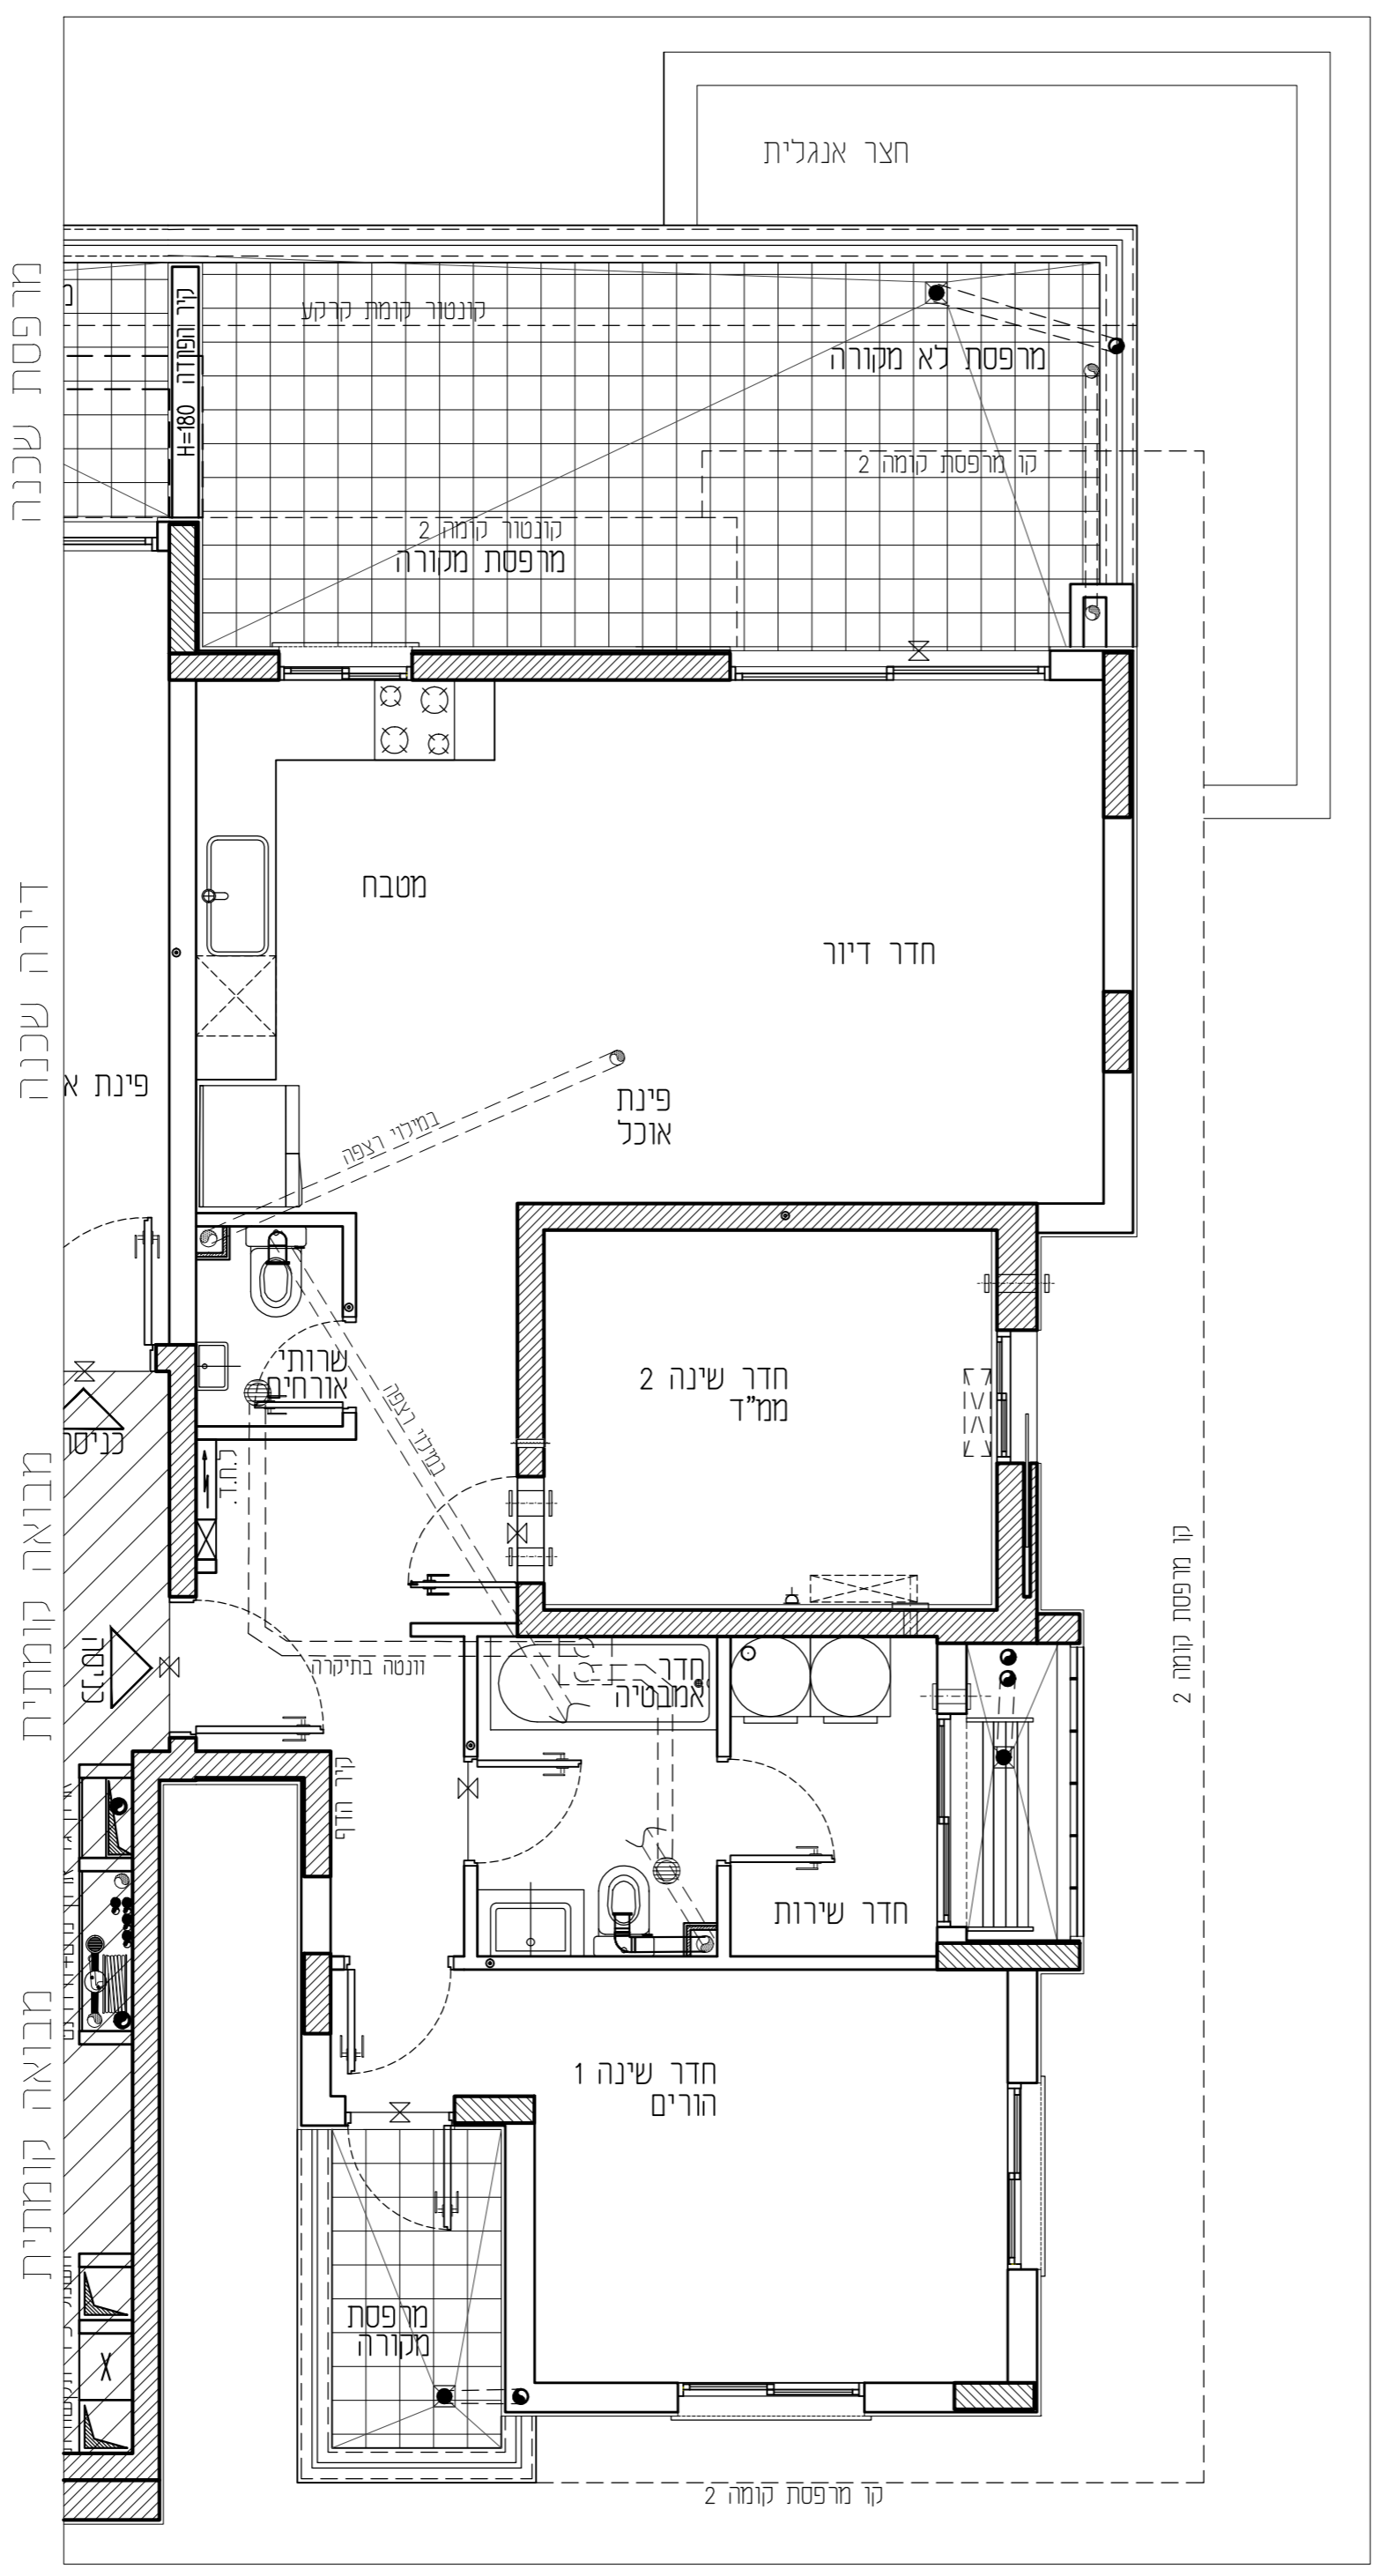 חצר אנגלית
מרפסת שכנה
קיר הפרדה H=180
קונטור קומת קרקע
מרפסת לא מקורה
קו מרפסת קומה 2
קונטור קומה 2
מרפסת מקורה
מטבח
חדר דיור
דירה שכנה
פינת א
פינת
אוכל
במילוי רצפה
שרותי
אורחים
במילוי רצפה
חדר שינה 2
ממ"ד
כניסה
ל.ח.ד.
מבואה קומתית
כניסה
וונטה בתיקרה
חדר
אמבטיה
קו מרפסת קומה 2
קיר הדף
חדר שירות
מבואה קומתית
חדר שינה 1
הורים
מרפסת
מקורה
קו מרפסת קומה 2